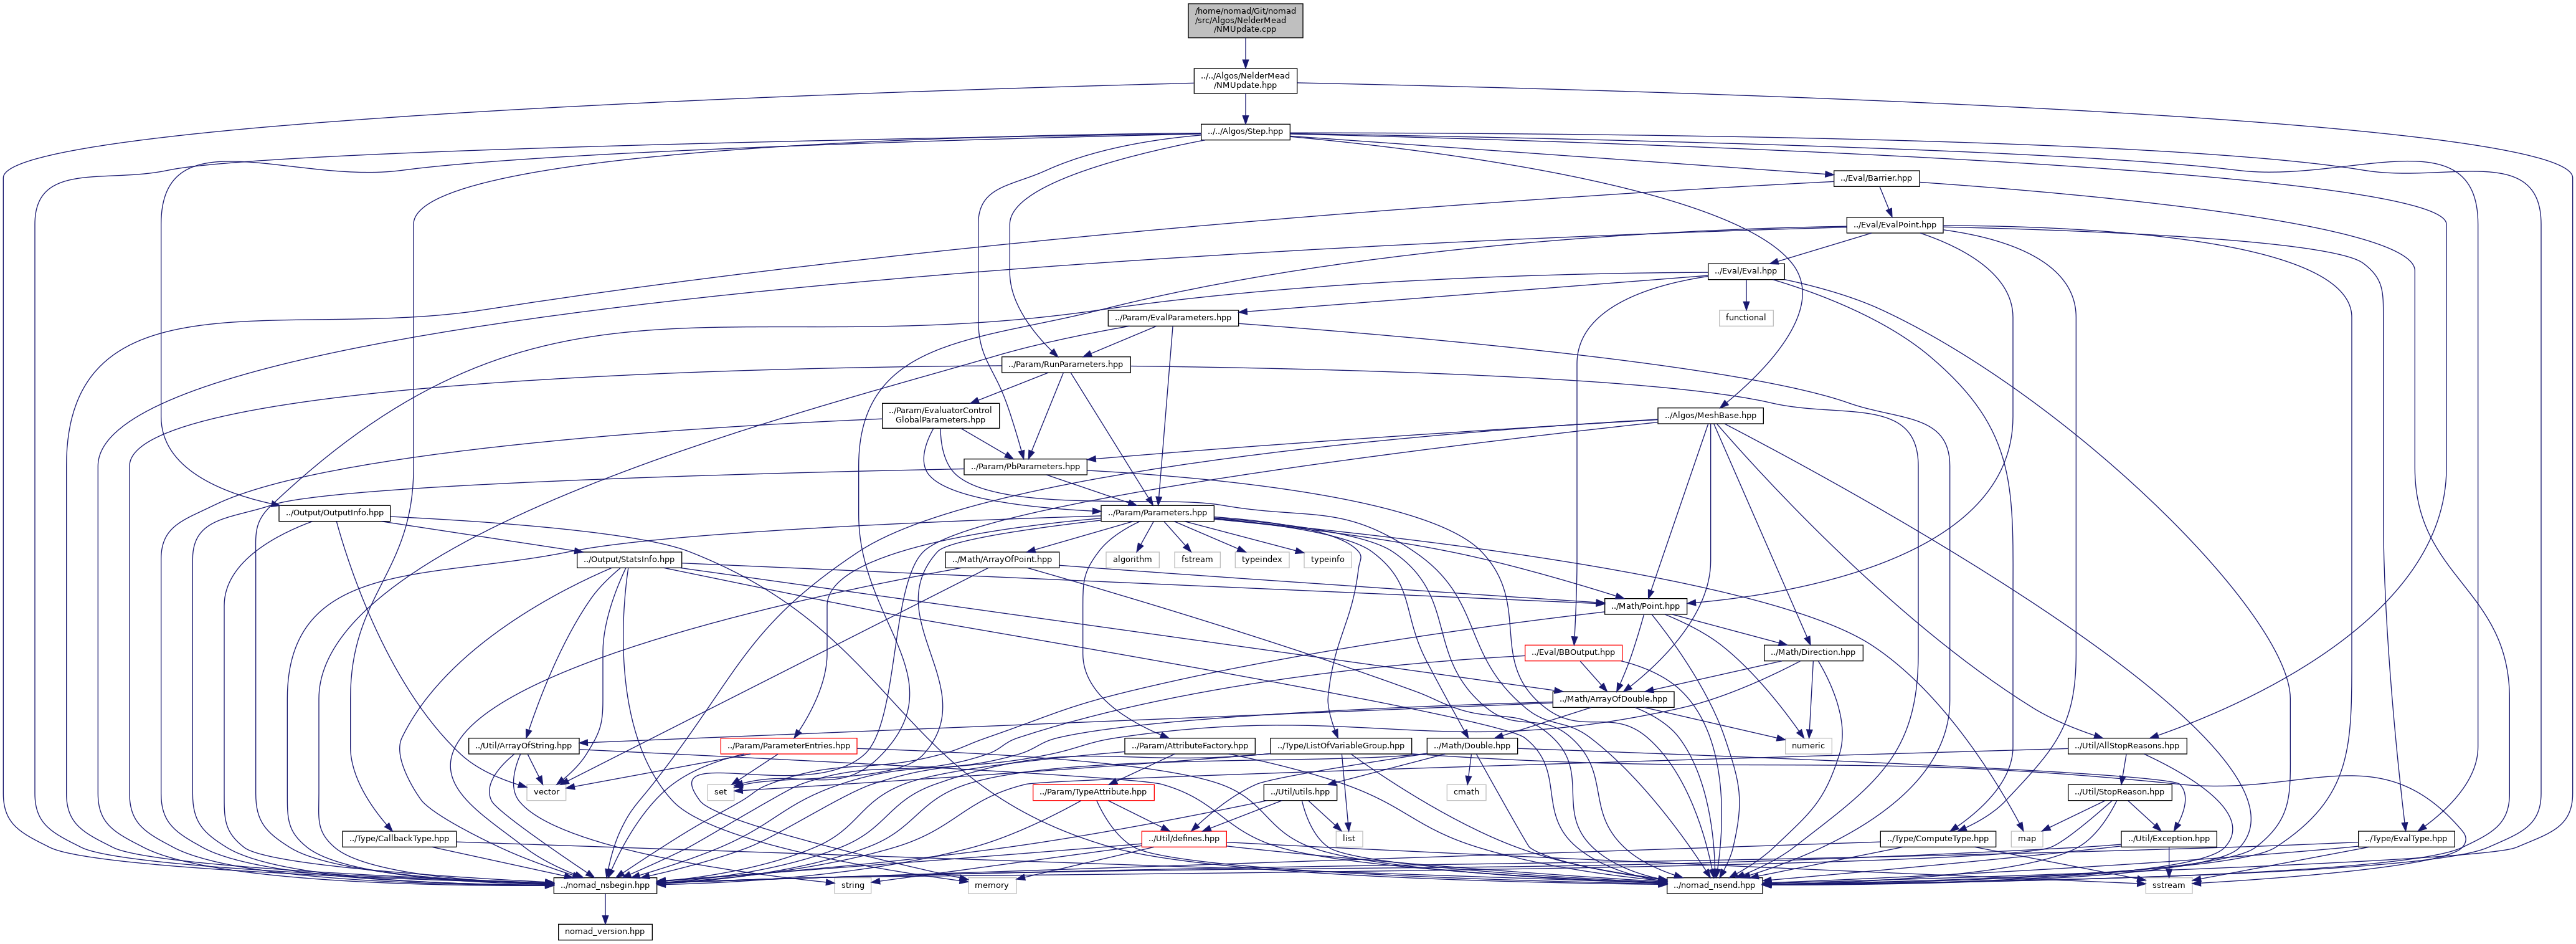 /home/nomad/Git/nomad
/src/Algos/NelderMead
/NMUpdate.cpp
../../Algos/NelderMead
/NMUpdate.hpp
../../Algos/Step.hpp
../Eval/Barrier.hpp
../Eval/EvalPoint.hpp
../Eval/Eval.hpp
../Param/EvalParameters.hpp
functional
../Param/RunParameters.hpp
../Param/EvaluatorControl
GlobalParameters.hpp
../Algos/MeshBase.hpp
../Param/PbParameters.hpp
../Output/OutputInfo.hpp
../Param/Parameters.hpp
../Output/StatsInfo.hpp
../Math/ArrayOfPoint.hpp
algorithm
fstream
typeindex
typeinfo
../Math/Point.hpp
../Eval/BBOutput.hpp
../Math/Direction.hpp
../Math/ArrayOfDouble.hpp
../Util/ArrayOfString.hpp
../Param/ParameterEntries.hpp
../Param/AttributeFactory.hpp
../Type/ListOfVariableGroup.hpp
../Math/Double.hpp
numeric
../Util/AllStopReasons.hpp
vector
set
../Param/TypeAttribute.hpp
../Util/utils.hpp
cmath
../Util/StopReason.hpp
../Type/CallbackType.hpp
../Util/defines.hpp
list
../Type/ComputeType.hpp
map
../Util/Exception.hpp
../Type/EvalType.hpp
../nomad_nsbegin.hpp
string
memory
../nomad_nsend.hpp
sstream
nomad_version.hpp